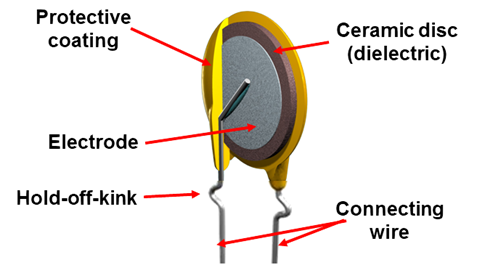 Protective
coating
Ceramic disc
(dielectric)
Electrode
Hold-off-kink
Connecting
wire